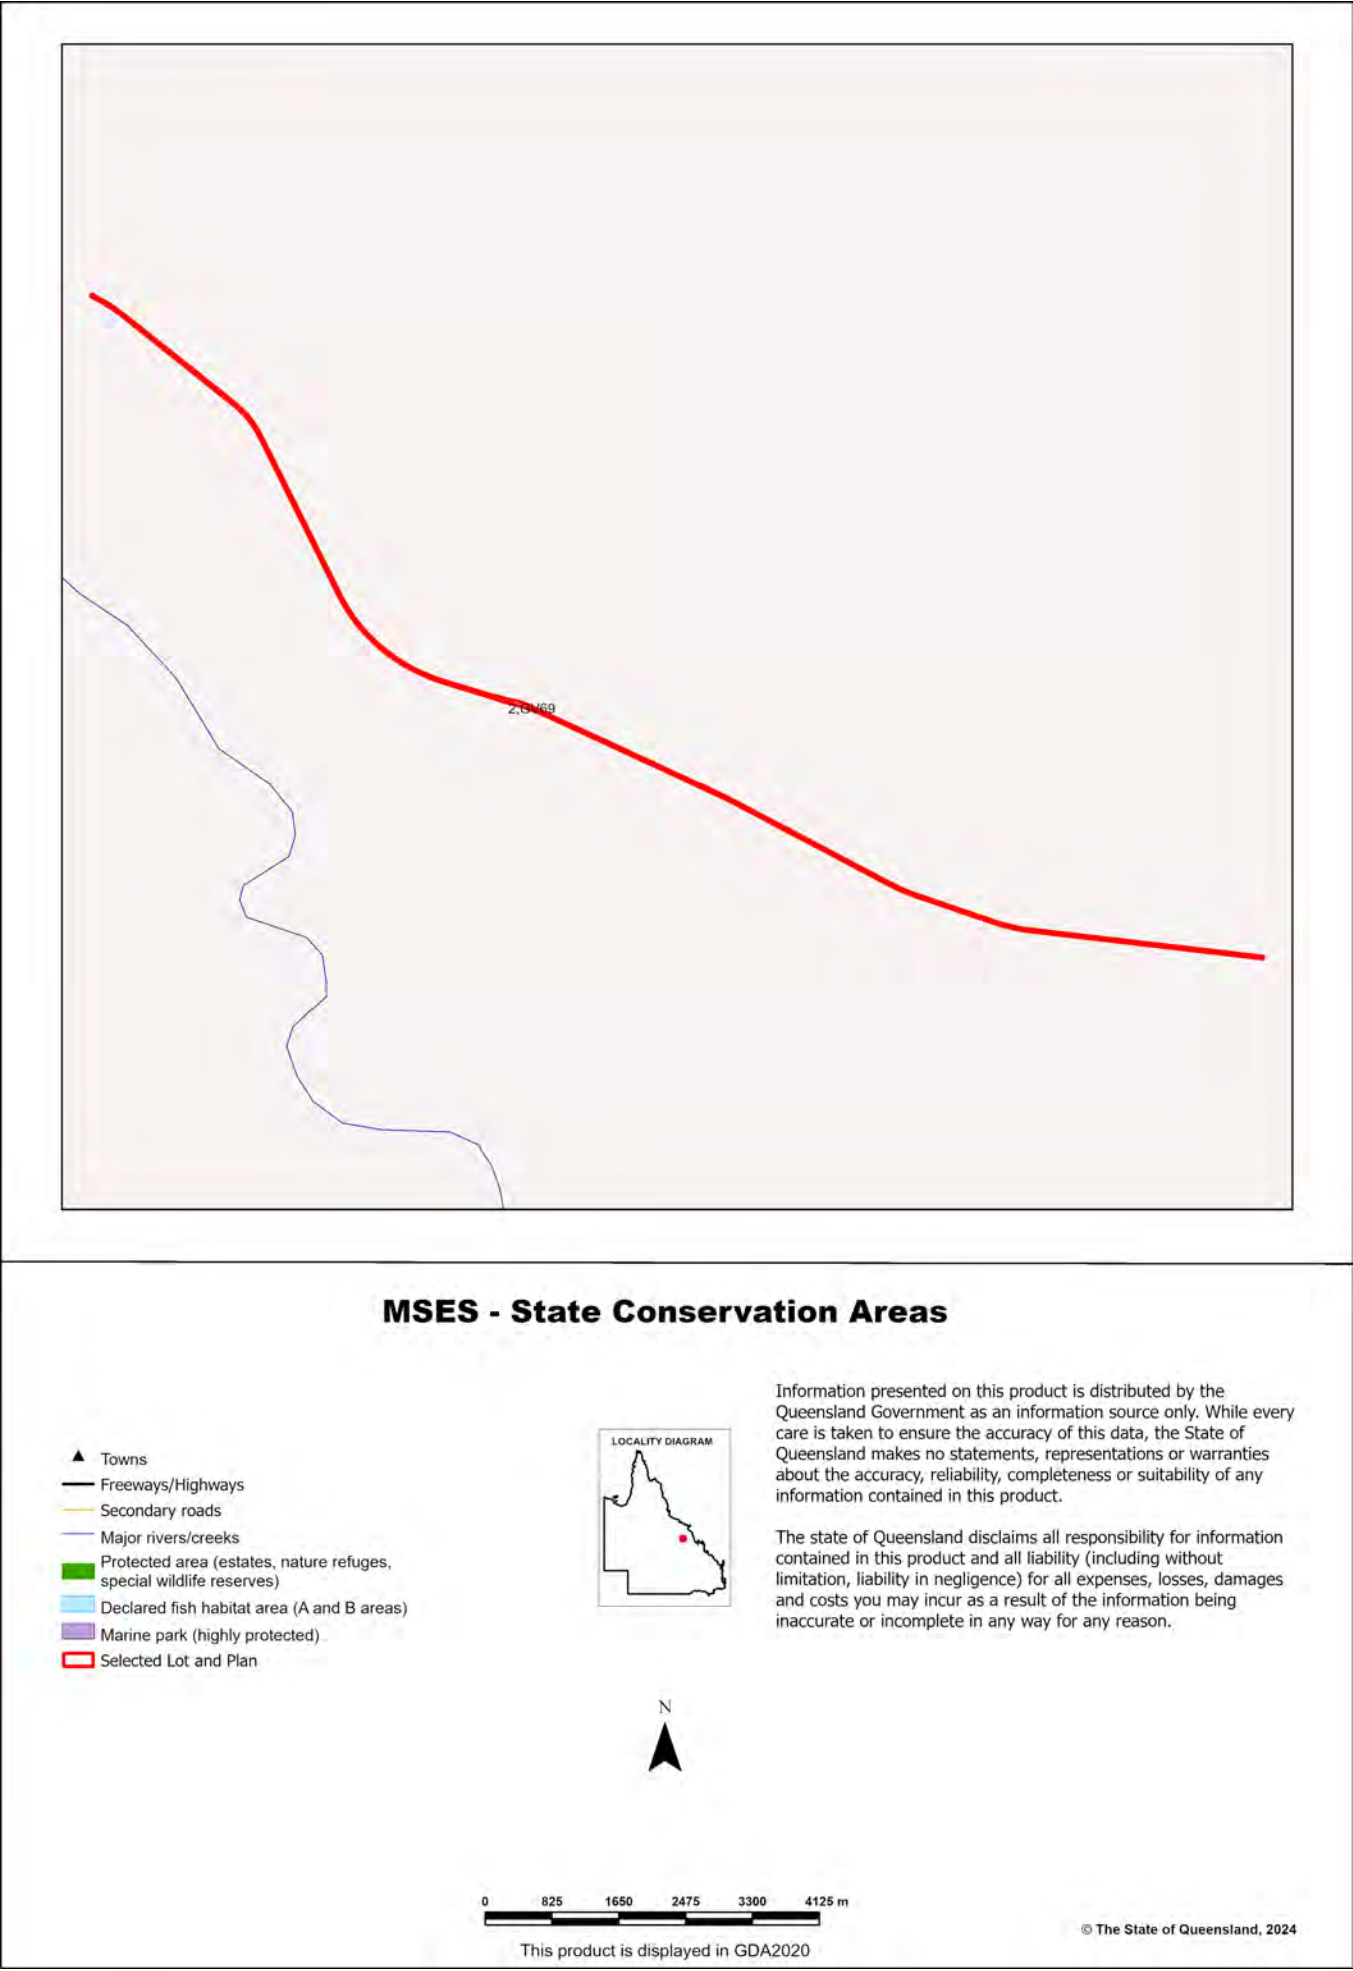 2,GV69
MSES - State Conservation Areas
Towns
Freeways/Highways
Secondary roads
Major rivers/creeks
Protected area (estates, nature refuges,
special wildlife reserves)
Declared fish habitat area (A and B areas)
Marine park (highly protected)
Selected Lot and Plan
LOCALITY DIAGRAM
Information presented on this product is distributed by the
Queensland Government as an information source only. While every
care is taken to ensure the accuracy of this data, the State of
Queensland makes no statements, representations or warranties
about the accuracy, reliability, completeness or suitability of any
information contained in this product.
The state of Queensland disclaims all responsibility for information
contained in this product and all liability (including without
limitation, liability in negligence) for all expenses, losses, damages
and costs you may incur as a result of the information being
inaccurate or incomplete in any way for any reason.
N
0 825 1650 2475 3300 4125 m
This product is displayed in GDA2020
© The State of Queensland, 2024